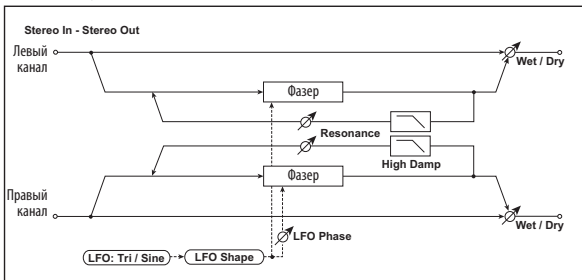 Stereo In - Stereo Out
Левый
канал
Wet / Dry
Фазер
Resonance
High Damp
Фазер
Правый
канал
Wet / Dry
LFO Phase
LFO: Tri / Sine
LFO Shape